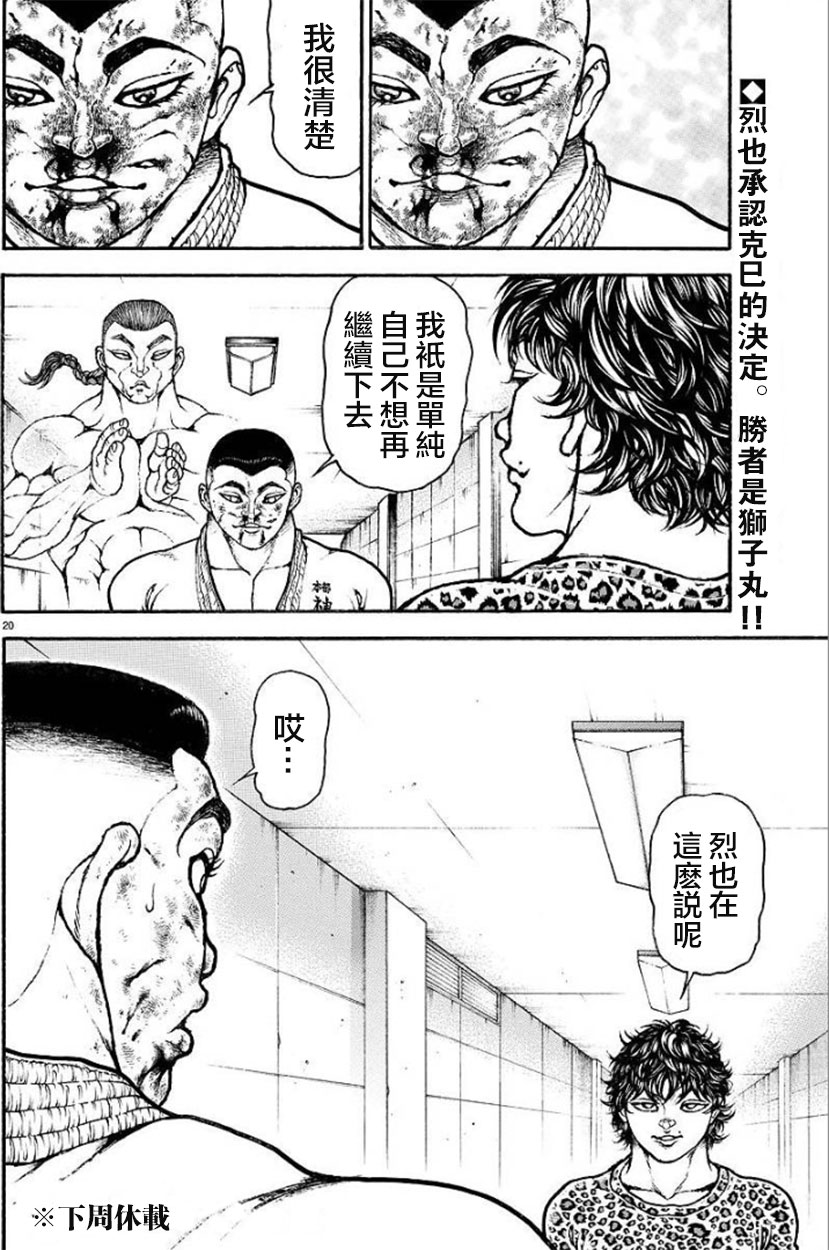 ◆烈也承認克巳的決定。勝者是獅子丸!!
我很清楚
我衹是單純
自己不想再
繼續下去
20
烈也在
這麼説呢
哎…
※下周休載